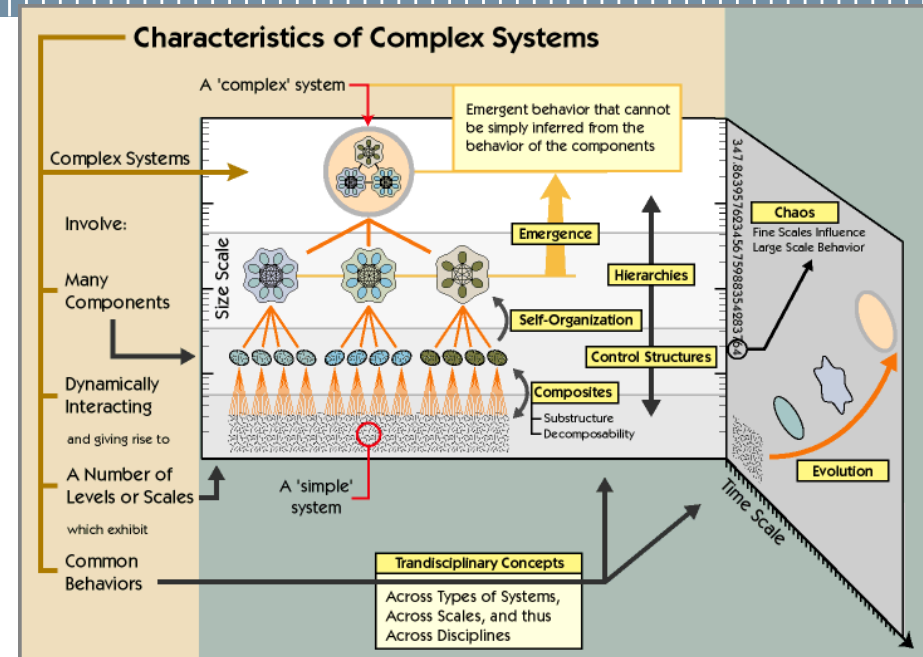 Characteristics of Complex Systems
A 'complex' system
Emergent behavior that cannot
be simply inferred from the
behavior of the components
Complex Systems
Involve:
Many
Components
Dynamically
Interacting
and giving rise to
A Number of
Levels or Scales
which exhibit
Common
Behaviors
Size Scale
Emergence
Hierarchies
Self-Organization
Control Structures
Composites
Substructure
Decomposability
A 'simple'
system
Trandisciplinary Concepts
Across Types of Systems,
Across Scales, and thus
Across Disciplines
Chaos
Fine Scales Influence
Large Scale Behavior
Evolution
Time Scale